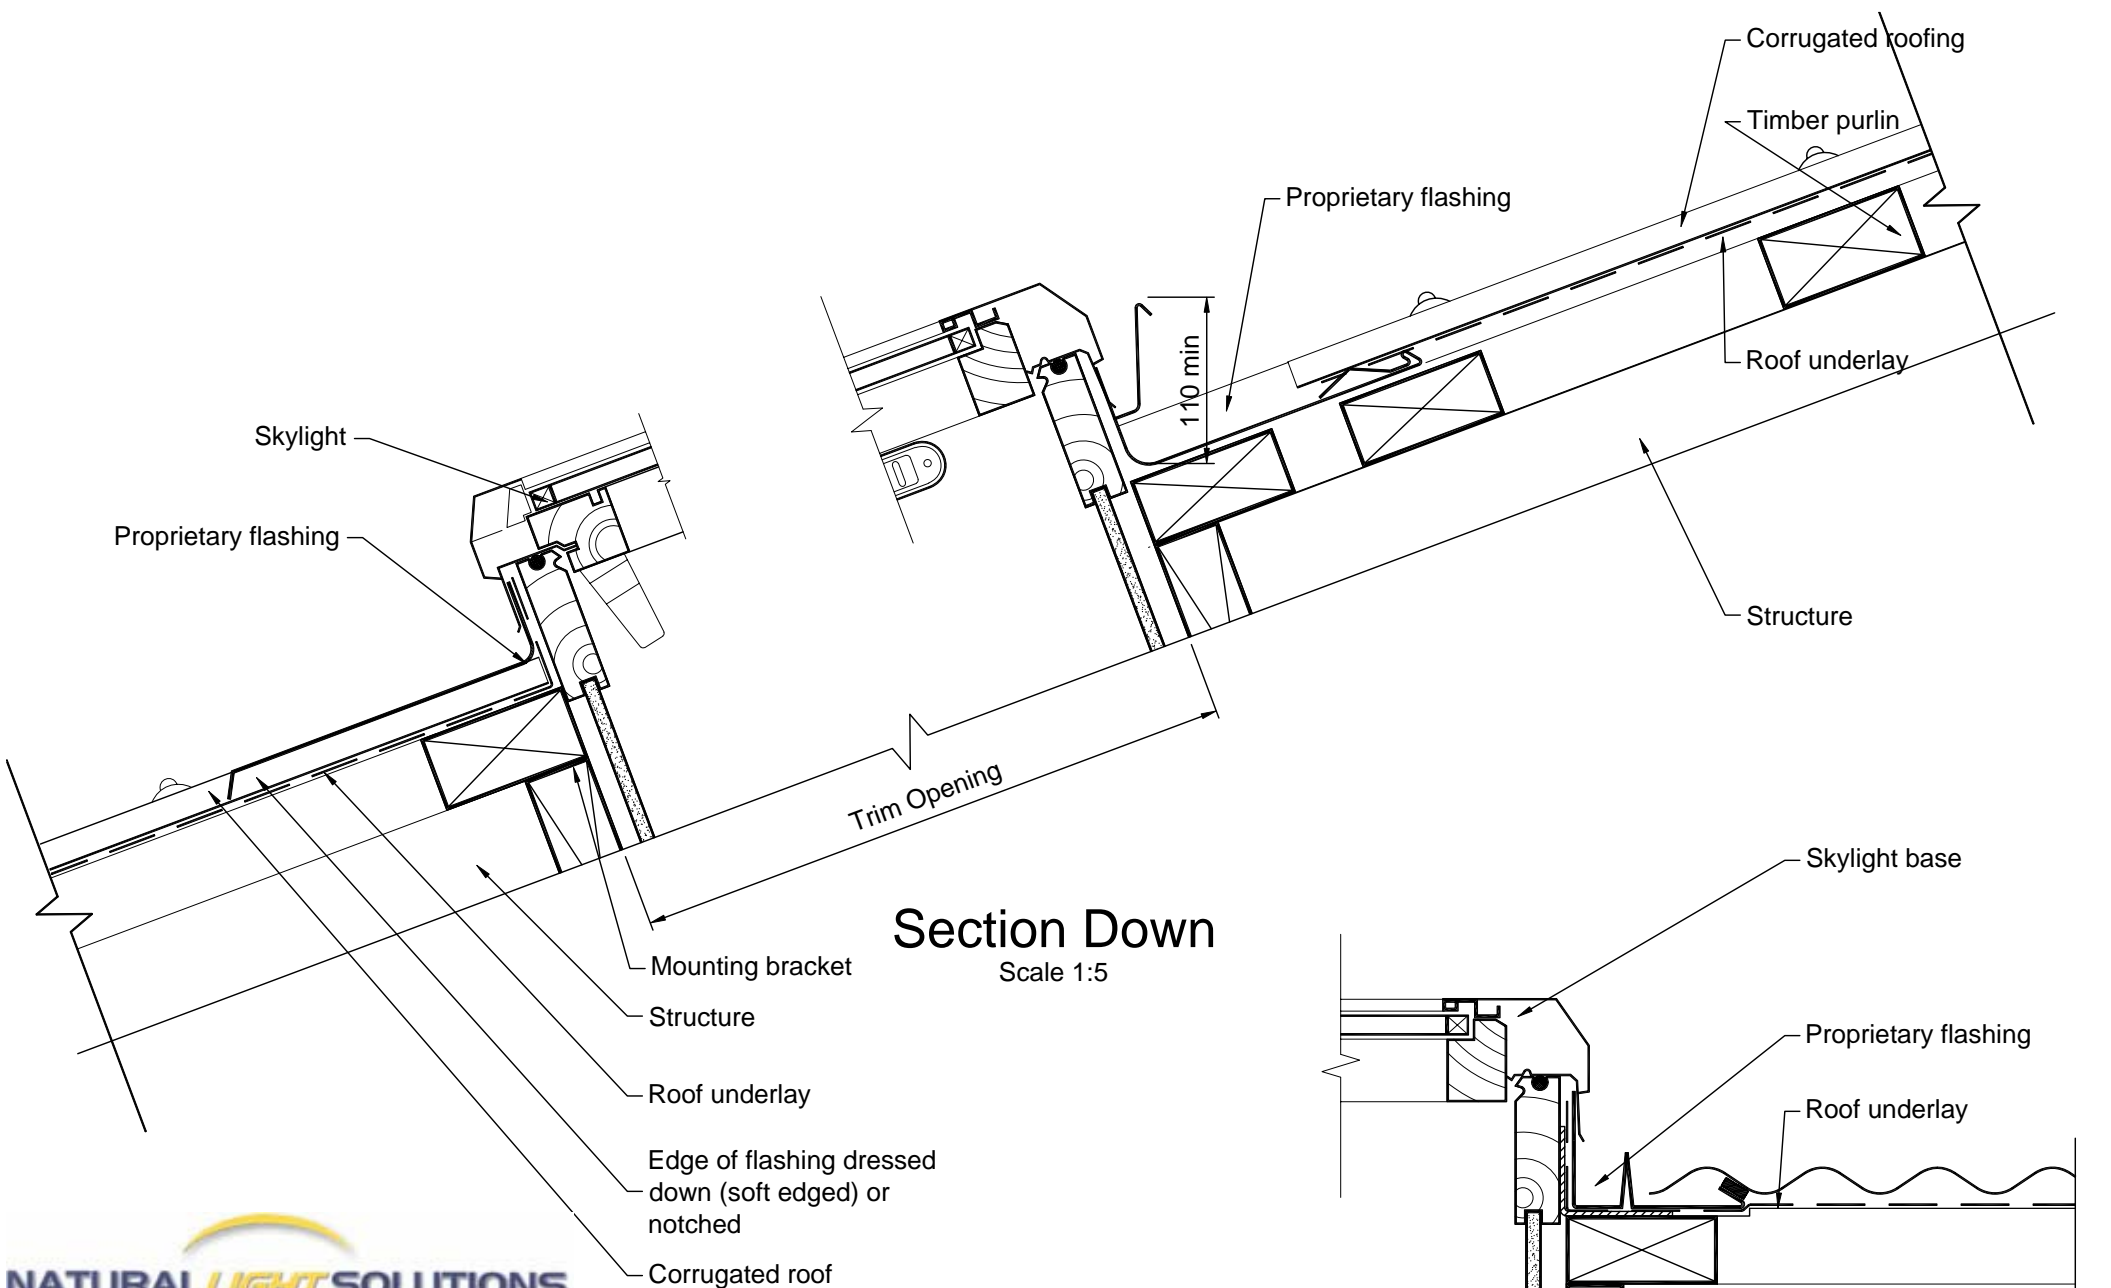 Corrugated roofing
Timber purlin
Proprietary flashing
110 min
Roof underlay
Skylight
Proprietary flashing
Structure
Trim Opening
Section Down
Scale 1:5
Skylight base
Mounting bracket
Structure
Proprietary flashing
Roof underlay
Roof underlay
Edge of flashing dressed
down (soft edged) or
notched
Corrugated roof
NATURAL LIGHT SOLUTIONS